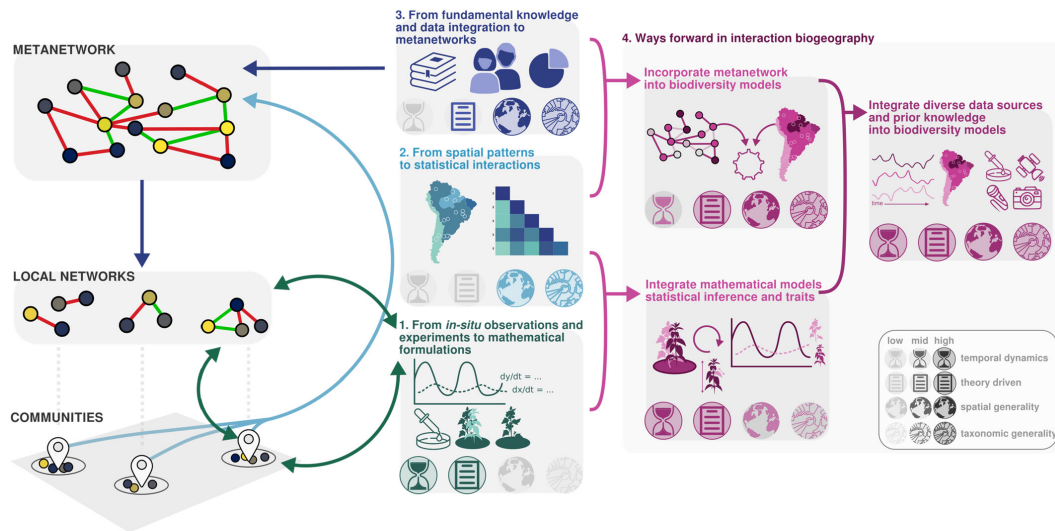 METANETWORK
LOCAL NETWORKS
COMMUNITIES
3. From fundamental knowledge
and data integration to
metanetworks
2. From spatial patterns
to statistical interactions
1. From in-situ observations and
experiments to mathematical
formulations
dy/dt = ...
dx/dt = ...
4. Ways forward in interaction biogeography
Incorporate metanetwork
into biodiversity models
Integrate mathematical models
statistical inference and traits
Integrate diverse data sources
and prior knowledge
into biodiversity models
time
low mid high
temporal dynamics
theory driven
spatial generality
taxonomic generality